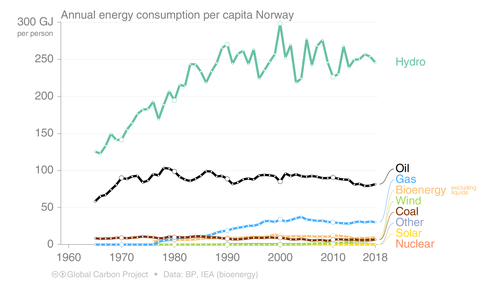 Annual energy consumption per capita Norway
300 GJ
per person
250
200
150
100
50
0
1960 1970 1980 1990 2000 2010 2018
Hydro
Oil
Gas
Bioenergy excluding liquids
Wind
Coal
Other
Solar
Nuclear
Global Carbon Project • Data: BP, IEA (bioenergy)